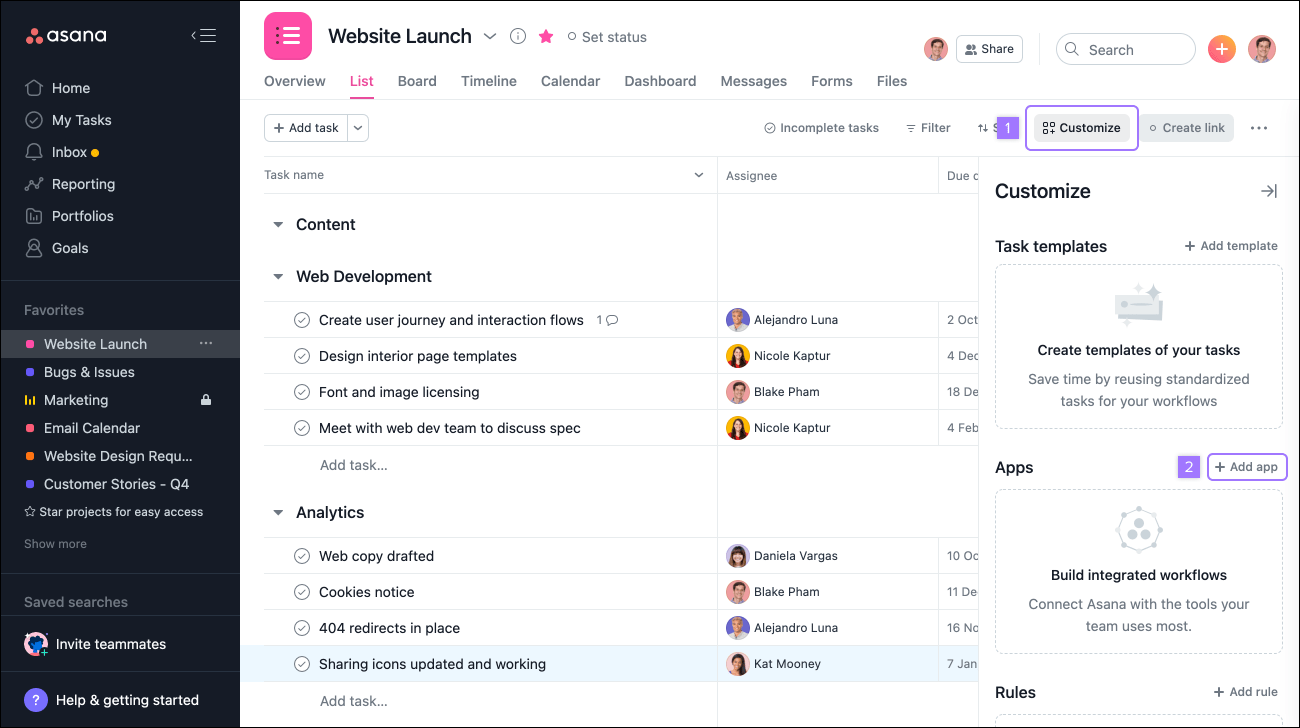 asana
Home
My Tasks
Inbox
Reporting
Portfolios
Goals
Favorites
Website Launch
Bugs & Issues
Marketing
Email Calendar
Website Design Requ...
Customer Stories - Q4
Star projects for easy access
Show more
Saved searches
Invite teammates
? Help & getting started
Website Launch
Set status
Share
Search
Overview List Board Timeline Calendar Dashboard Messages Forms Files
+ Add task
Incomplete tasks Filter S 1 Customize Create link
Task name Assignee Due d
Content
Web Development
Create user journey and interaction flows 1 Alejandro Luna 2 Oct
Design interior page templates Nicole Kaptur 4 Dec
Font and image licensing Blake Pham 18 De
Meet with web dev team to discuss spec Nicole Kaptur 4 Feb
Add task...
Analytics
Web copy drafted Daniela Vargas 10 Oc
Cookies notice Blake Pham 11 Dec
404 redirects in place Alejandro Luna 16 No
Sharing icons updated and working Kat Mooney 7 Jan
Add task...
Customize
Task templates + Add template
Create templates of your tasks
Save time by reusing standardized
tasks for your workflows
Apps 2 + Add app
Build integrated workflows
Connect Asana with the tools your
team uses most.
Rules + Add rule